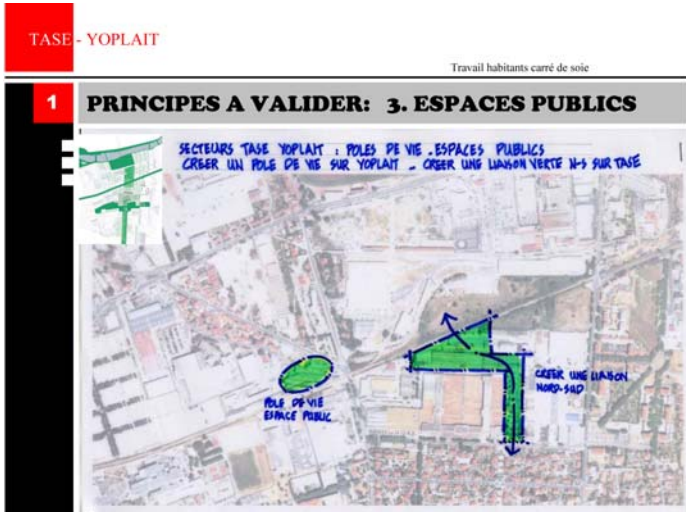 TASE - YOPLAIT
Travail habitants carré de soie
1 PRINCIPES A VALIDER: 3. ESPACES PUBLICS
SECTEURS TASE YOPLAIT : POLES DE VIE - ESPACES PUBLICS
CREER UN POLE DE VIE SUR YOPLAIT - CREER UNE LIAISON VERTE N-S SUR TASE
POLE DE VIE
ESPACE PUBLIC
CREER UNE LIAISON
NORD-SUD